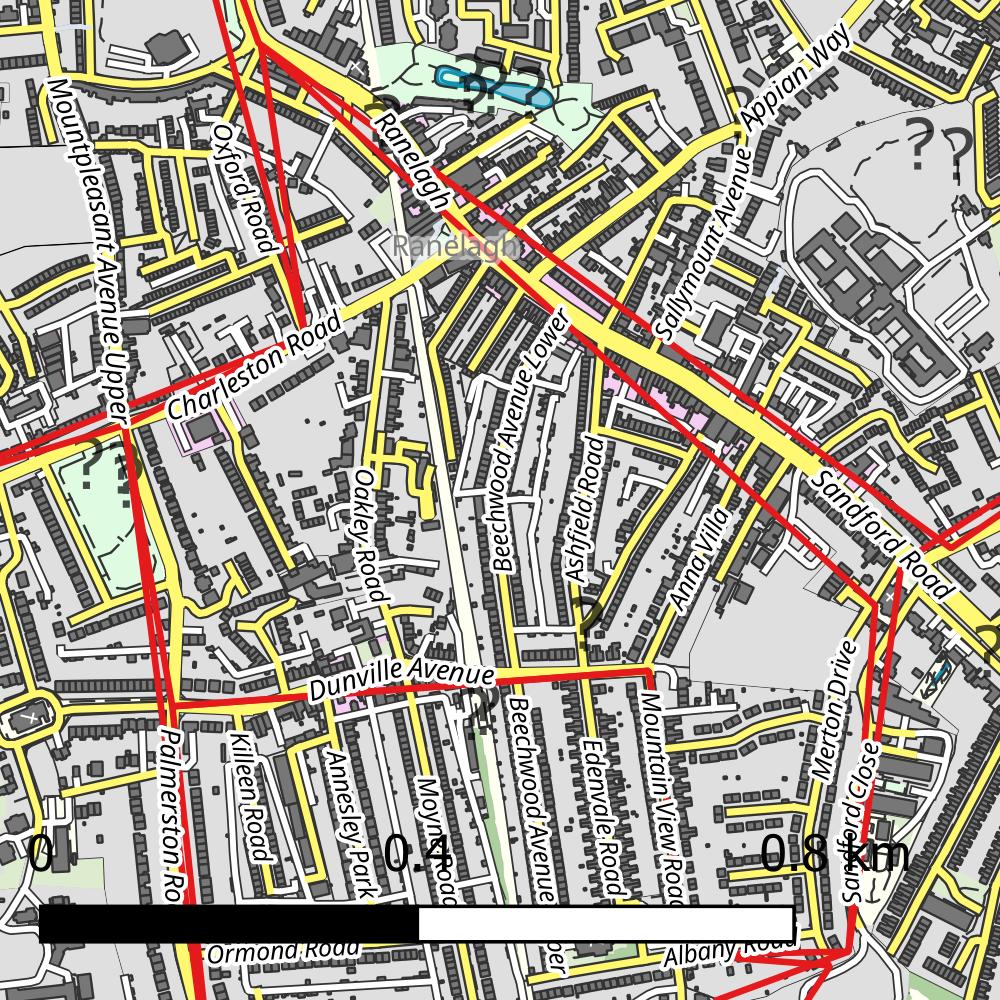 Appian Way
Mountpleasant Avenue Upper
Oxford Road
Ranelagh
Ranelagh
Sallymount Avenue
? ?
Charleston Road
Beechwood Avenue Lower
Oakley Road
Ashfield Road
Anna Villa
Sandford Road
Dunville Avenue
Merton Drive
Palmerston Ro
Killeen Road
Annesley Park
Beechwood Avenue
Edenvale Road
Mountain View Road
Sandford Close
0
0.4
0.8 km
Ormond Road
Albany Road